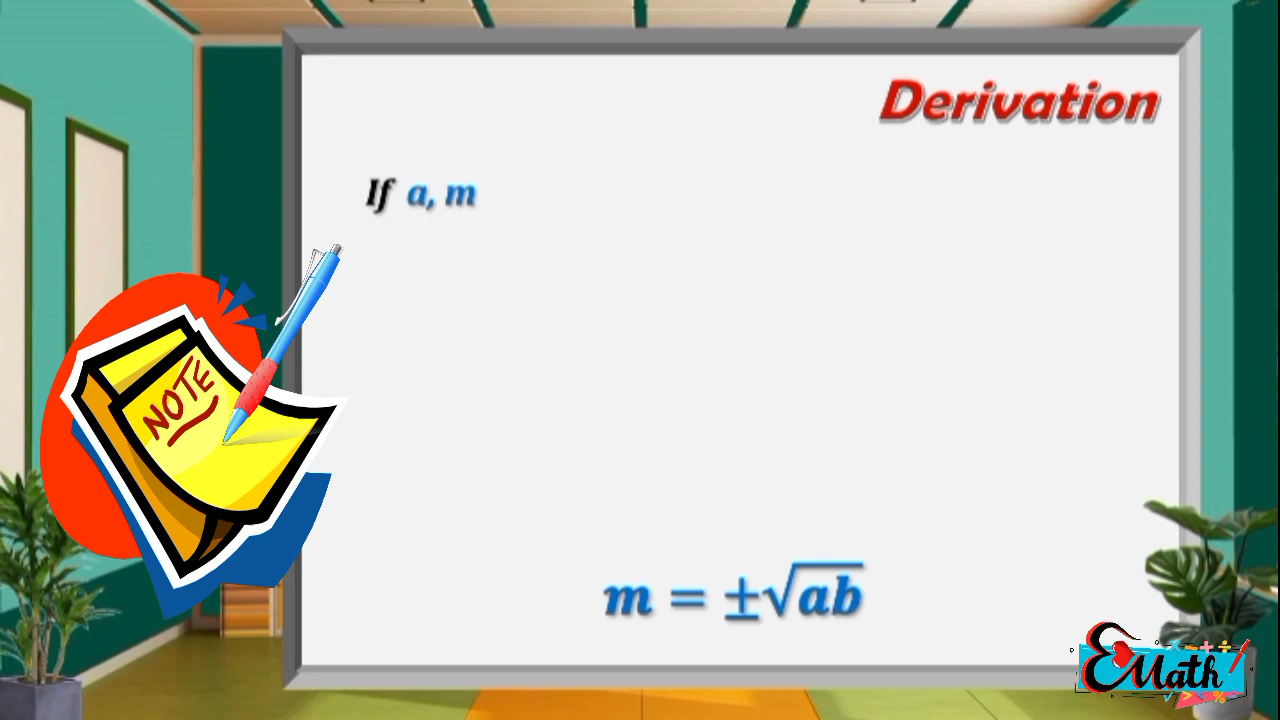 Derivation
If a, m
NOTE
m = ±√ab
EMath